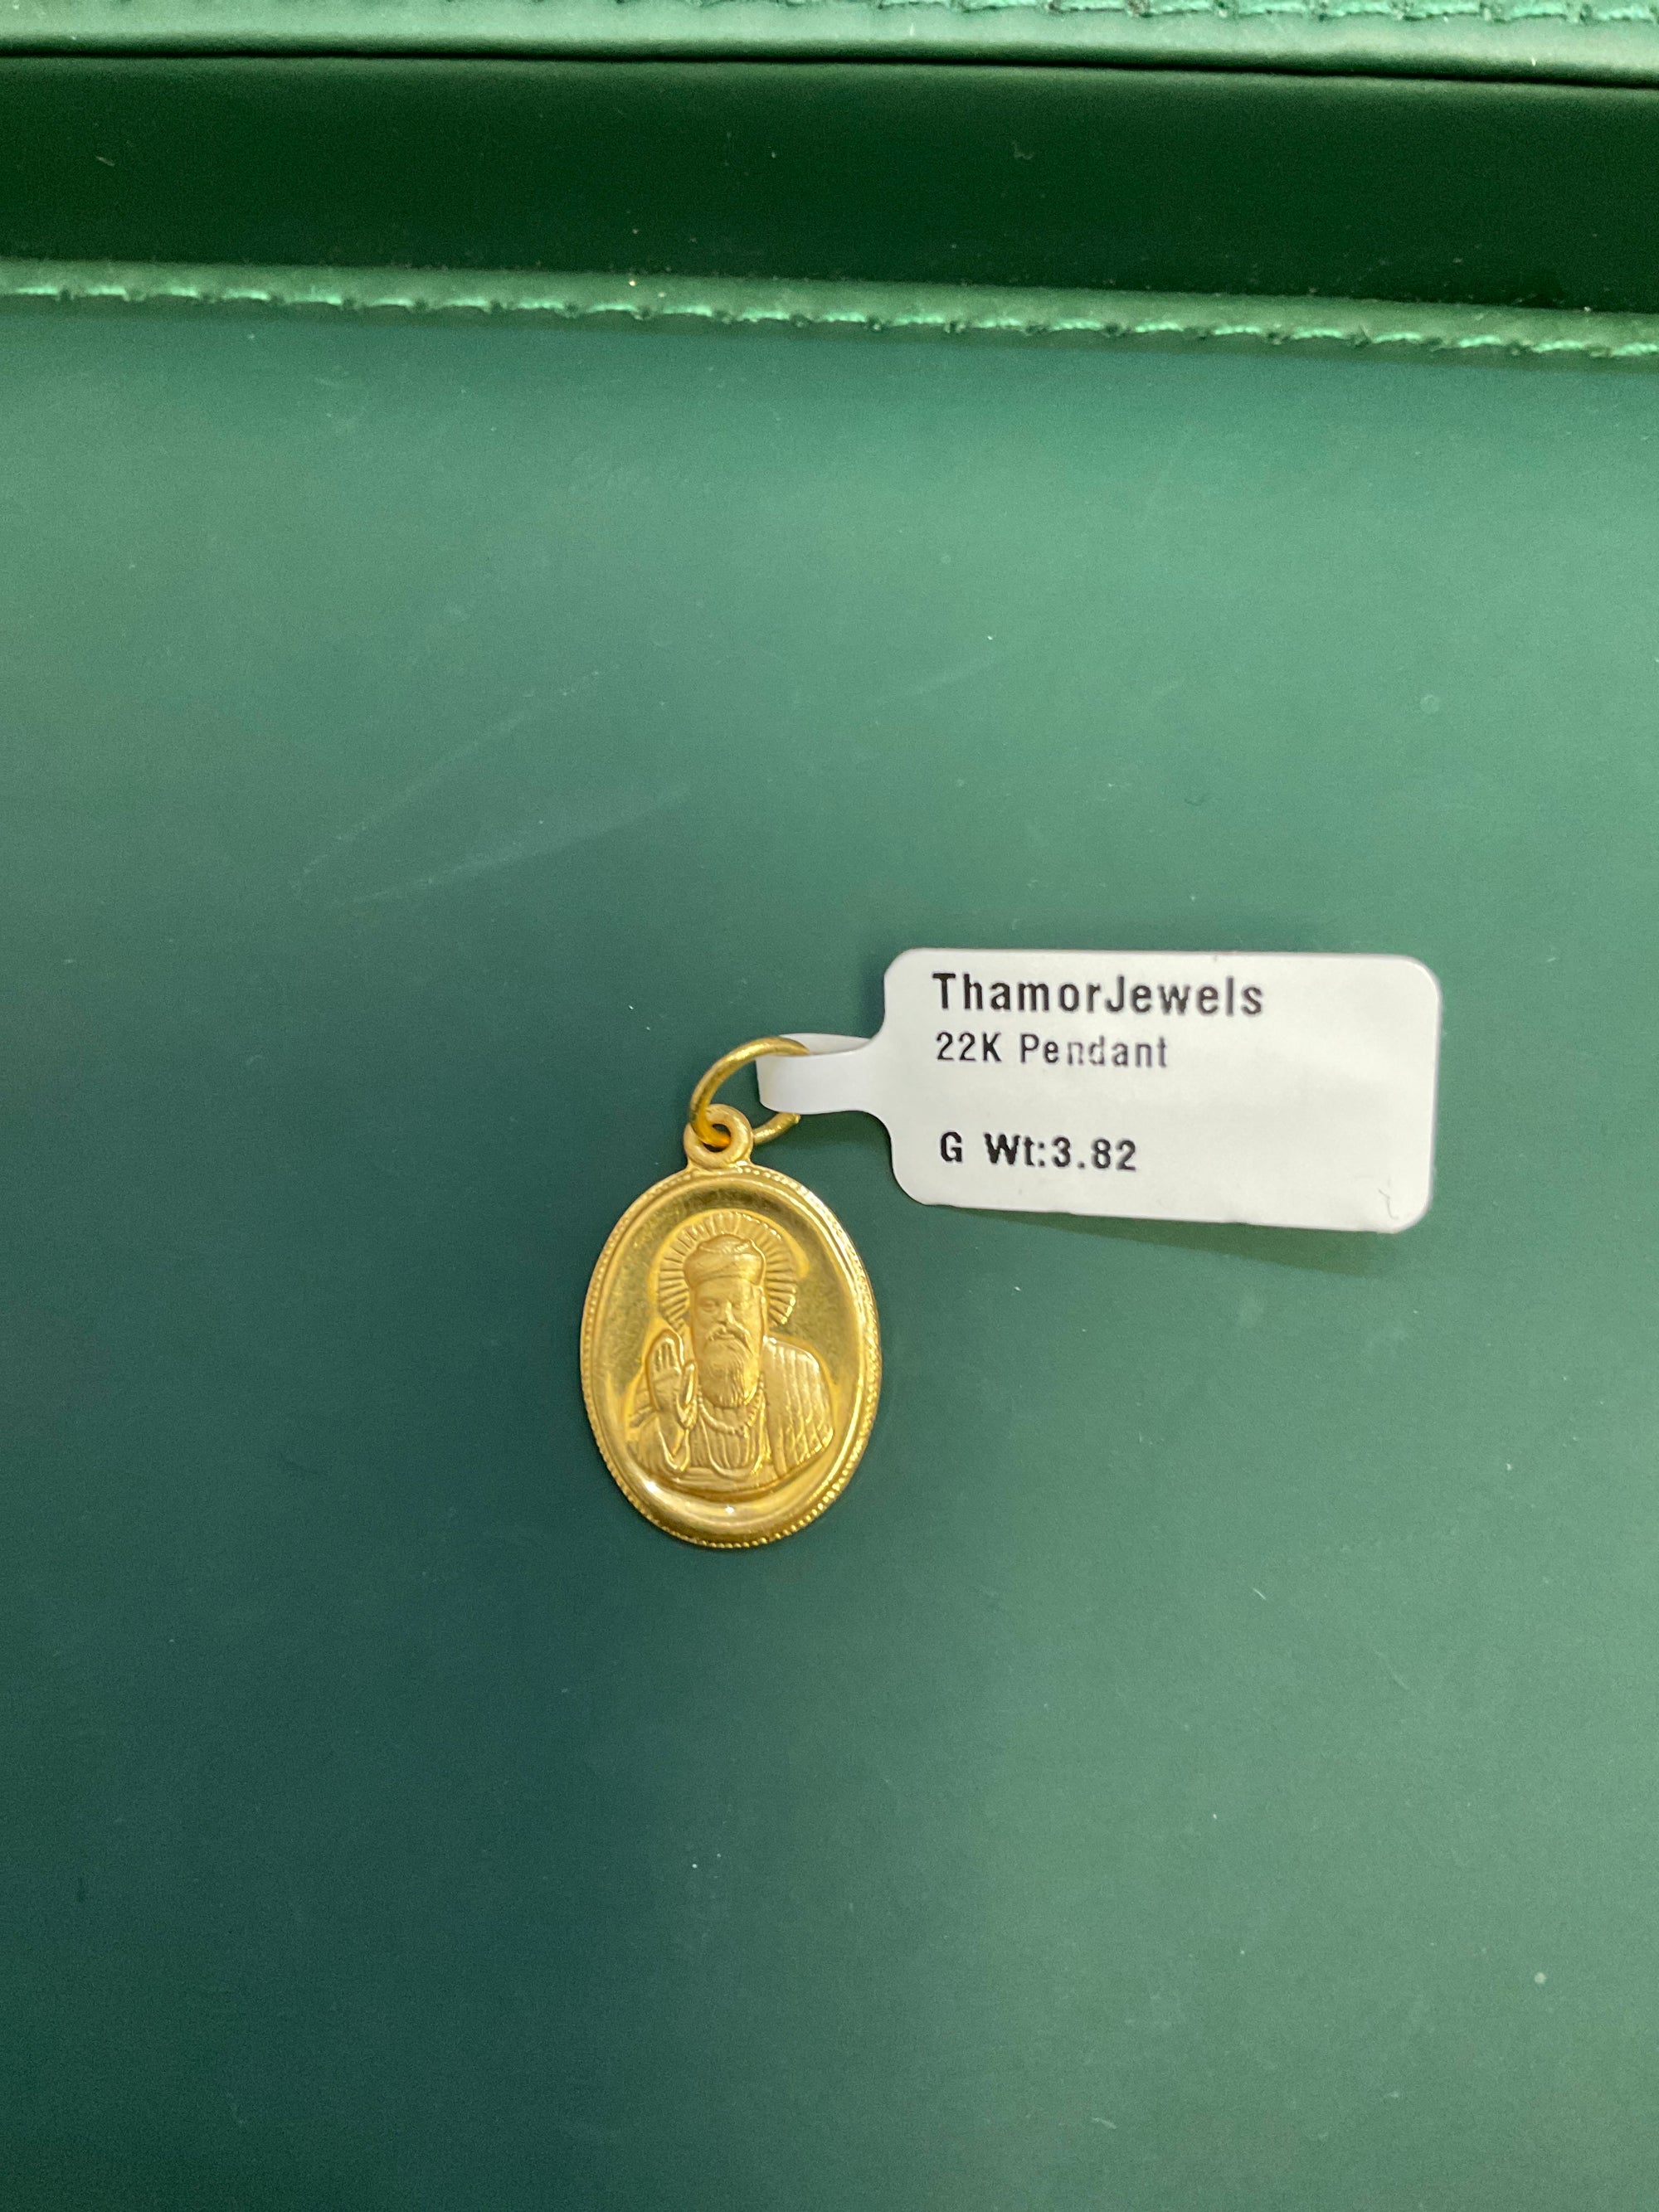 ThamorJewels
22K Pendant
G Wt:3.82